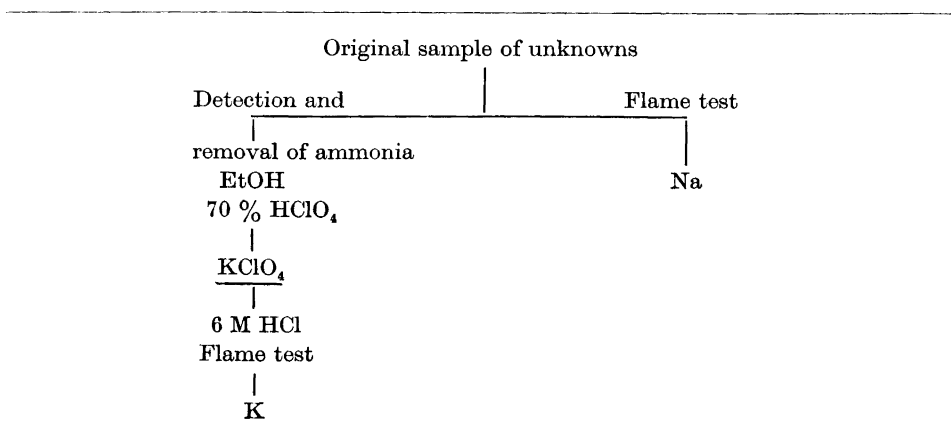 Original sample of unknowns
Detection and
Flame test
removal of ammonia
EtOH
Na
70 % HClO₄
KClO₄
6 M HCl
Flame test
K